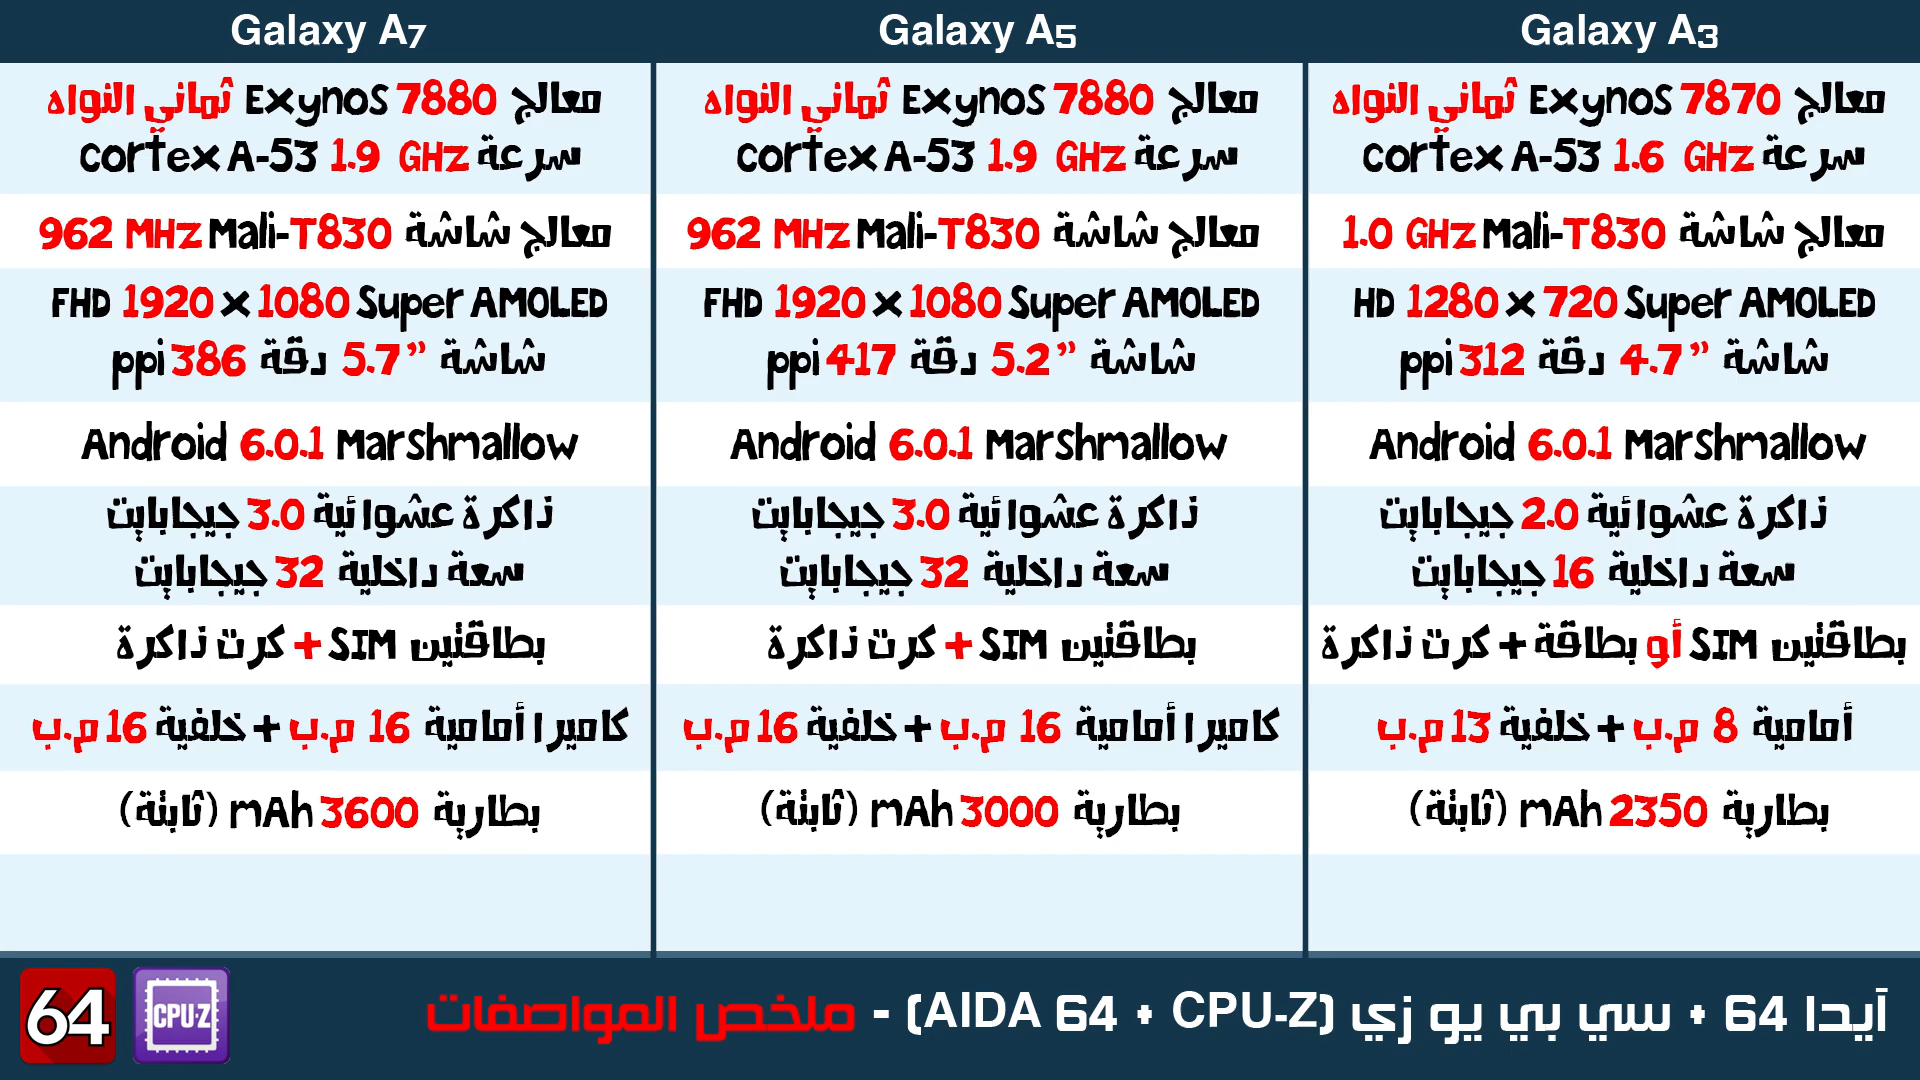 Galaxy A3
معالج Exynos 7870 ثماني النواه
سرعة cortex A-53 1.6 GHz
معالج شاشة 1.0 GHz Mali-T830
HD 1280 x 720 Super AMOLED
شاشة 4.7” دقة 312 ppi
Android 6.0.1 Marshmallow
ذاكرة عشوائية 2.0 جيجابايت
سعة داخلية 16 جيجابايت
بطاقتين SIM أو بطاقة + كرت ذاكرة
أمامية 8 م.ب + خلفية 13 م.ب
بطارية 2350 mAh (ثابتة)
Galaxy A5
معالج Exynos 7880 ثماني النواه
سرعة cortex A-53 1.9 GHz
معالج شاشة 962 MHz Mali-T830
FHD 1920 x 1080 Super AMOLED
شاشة 5.2” دقة 417 ppi
Android 6.0.1 Marshmallow
ذاكرة عشوائية 3.0 جيجابايت
سعة داخلية 32 جيجابايت
بطاقتين SIM + كرت ذاكرة
كاميرا أمامية 16 م.ب + خلفية 16 م.ب
بطارية 3000 mAh (ثابتة)
Galaxy A7
معالج Exynos 7880 ثماني النواه
سرعة cortex A-53 1.9 GHz
معالج شاشة 962 MHz Mali-T830
FHD 1920 x 1080 Super AMOLED
شاشة 5.7” دقة 386 ppi
Android 6.0.1 Marshmallow
ذاكرة عشوائية 3.0 جيجابايت
سعة داخلية 32 جيجابايت
بطاقتين SIM + كرت ذاكرة
كاميرا أمامية 16 م.ب + خلفية 16 م.ب
بطارية 3600 mAh (ثابتة)
آيدا 64 + سي بي يو زي (AIDA 64 + CPU-Z) - ملخص المواصفات
CPU-Z
64